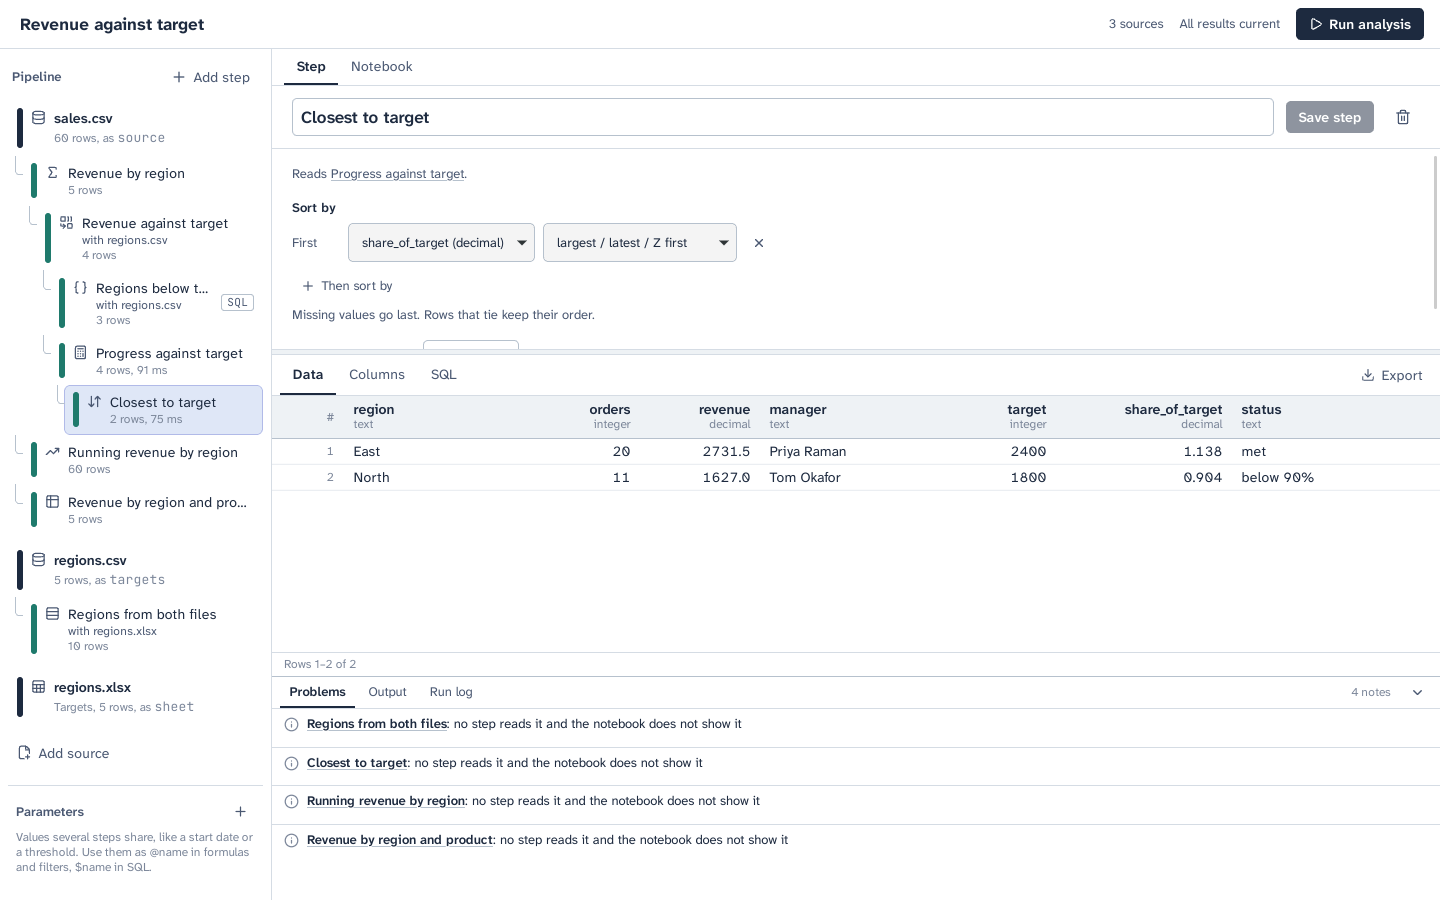 Revenue against target
3 sources
All results current
Run analysis
Pipeline
Add step
sales.csv
60 rows, as source
Revenue by region
5 rows
Revenue against target
with regions.csv
4 rows
Regions below t...
with regions.csv
3 rows
SQL
Progress against target
4 rows, 91 ms
Closest to target
2 rows, 75 ms
Running revenue by region
60 rows
Revenue by region and pro...
5 rows
regions.csv
5 rows, as targets
Regions from both files
with regions.xlsx
10 rows
regions.xlsx
Targets, 5 rows, as sheet
Add source
Parameters
Values several steps share, like a start date or
a threshold. Use them as @name in formulas
and filters, $name in SQL.
Step
Notebook
Closest to target
Save step
Reads Progress against target.
Sort by
First
share_of_target (decimal)
largest / latest / Z first
Then sort by
Missing values go last. Rows that tie keep their order.
Data
Columns
SQL
Export
# region orders revenue manager target share_of_target status
text integer decimal text integer decimal text
1 East 20 2731.5 Priya Raman 2400 1.138 met
2 North 11 1627.0 Tom Okafor 1800 0.904 below 90%
Rows 1–2 of 2
Problems
Output
Run log
4 notes
Regions from both files: no step reads it and the notebook does not show it
Closest to target: no step reads it and the notebook does not show it
Running revenue by region: no step reads it and the notebook does not show it
Revenue by region and product: no step reads it and the notebook does not show it